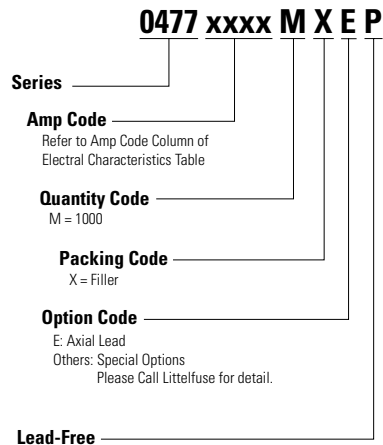 0477 xxxx M X E P
Series
Amp Code
Refer to Amp Code Column of
Electral Characteristics Table
Quantity Code
M = 1000
Packing Code
X = Filler
Option Code
E: Axial Lead
Others: Special Options
Please Call Littelfuse for detail.
Lead-Free